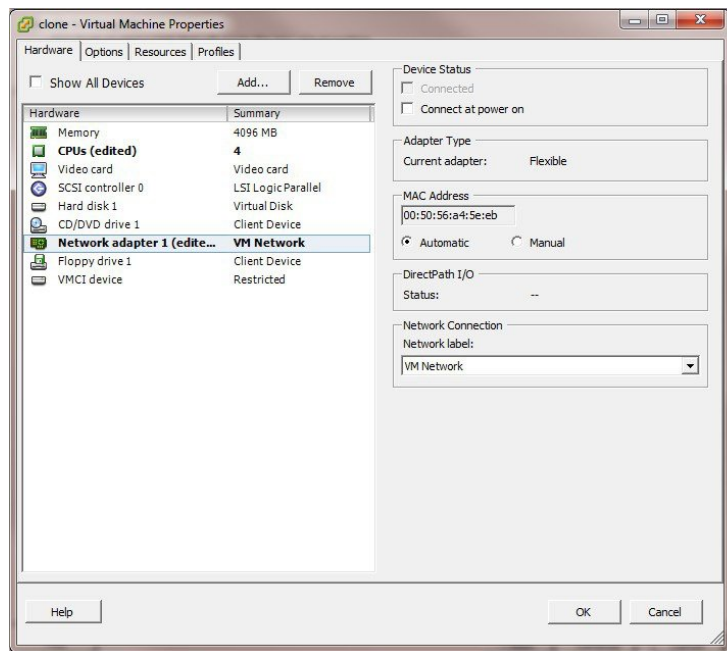 clone - Virtual Machine Properties
Hardware Options Resources Profiles
Show All Devices Add... Remove
Hardware Summary
Memory 4096 MB
CPUs (edited) 4
Video card Video card
SCSI controller 0 LSI Logic Parallel
Hard disk 1 Virtual Disk
CD/DVD drive 1 Client Device
Network adapter 1 (edite... VM Network
Floppy drive 1 Client Device
VMCI device Restricted
Device Status
Connected
Connect at power on
Adapter Type
Current adapter: Flexible
MAC Address
00:50:56:a4:5e:eb
Automatic Manual
DirectPath I/O
Status: --
Network Connection
Network label:
VM Network
Help OK Cancel